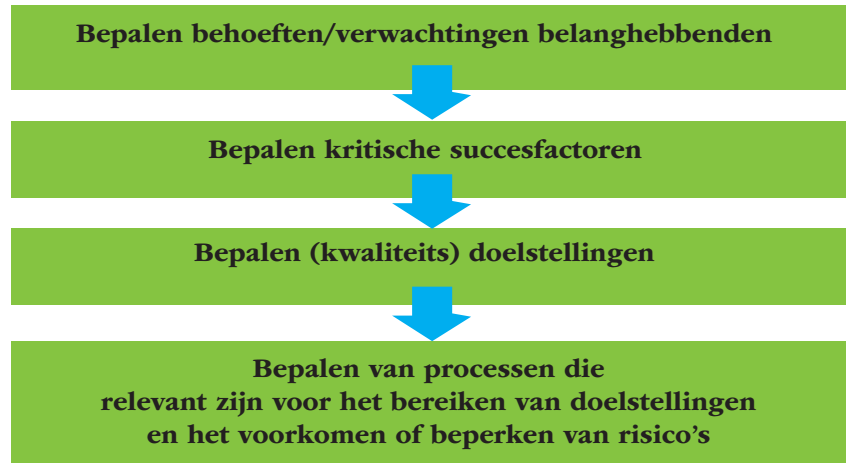 Bepalen behoeften/verwachtingen belanghebbenden
Bepalen kritische succesfactoren
Bepalen (kwaliteits) doelstellingen
Bepalen van processen die
relevant zijn voor het bereiken van doelstellingen
en het voorkomen of beperken van risico’s